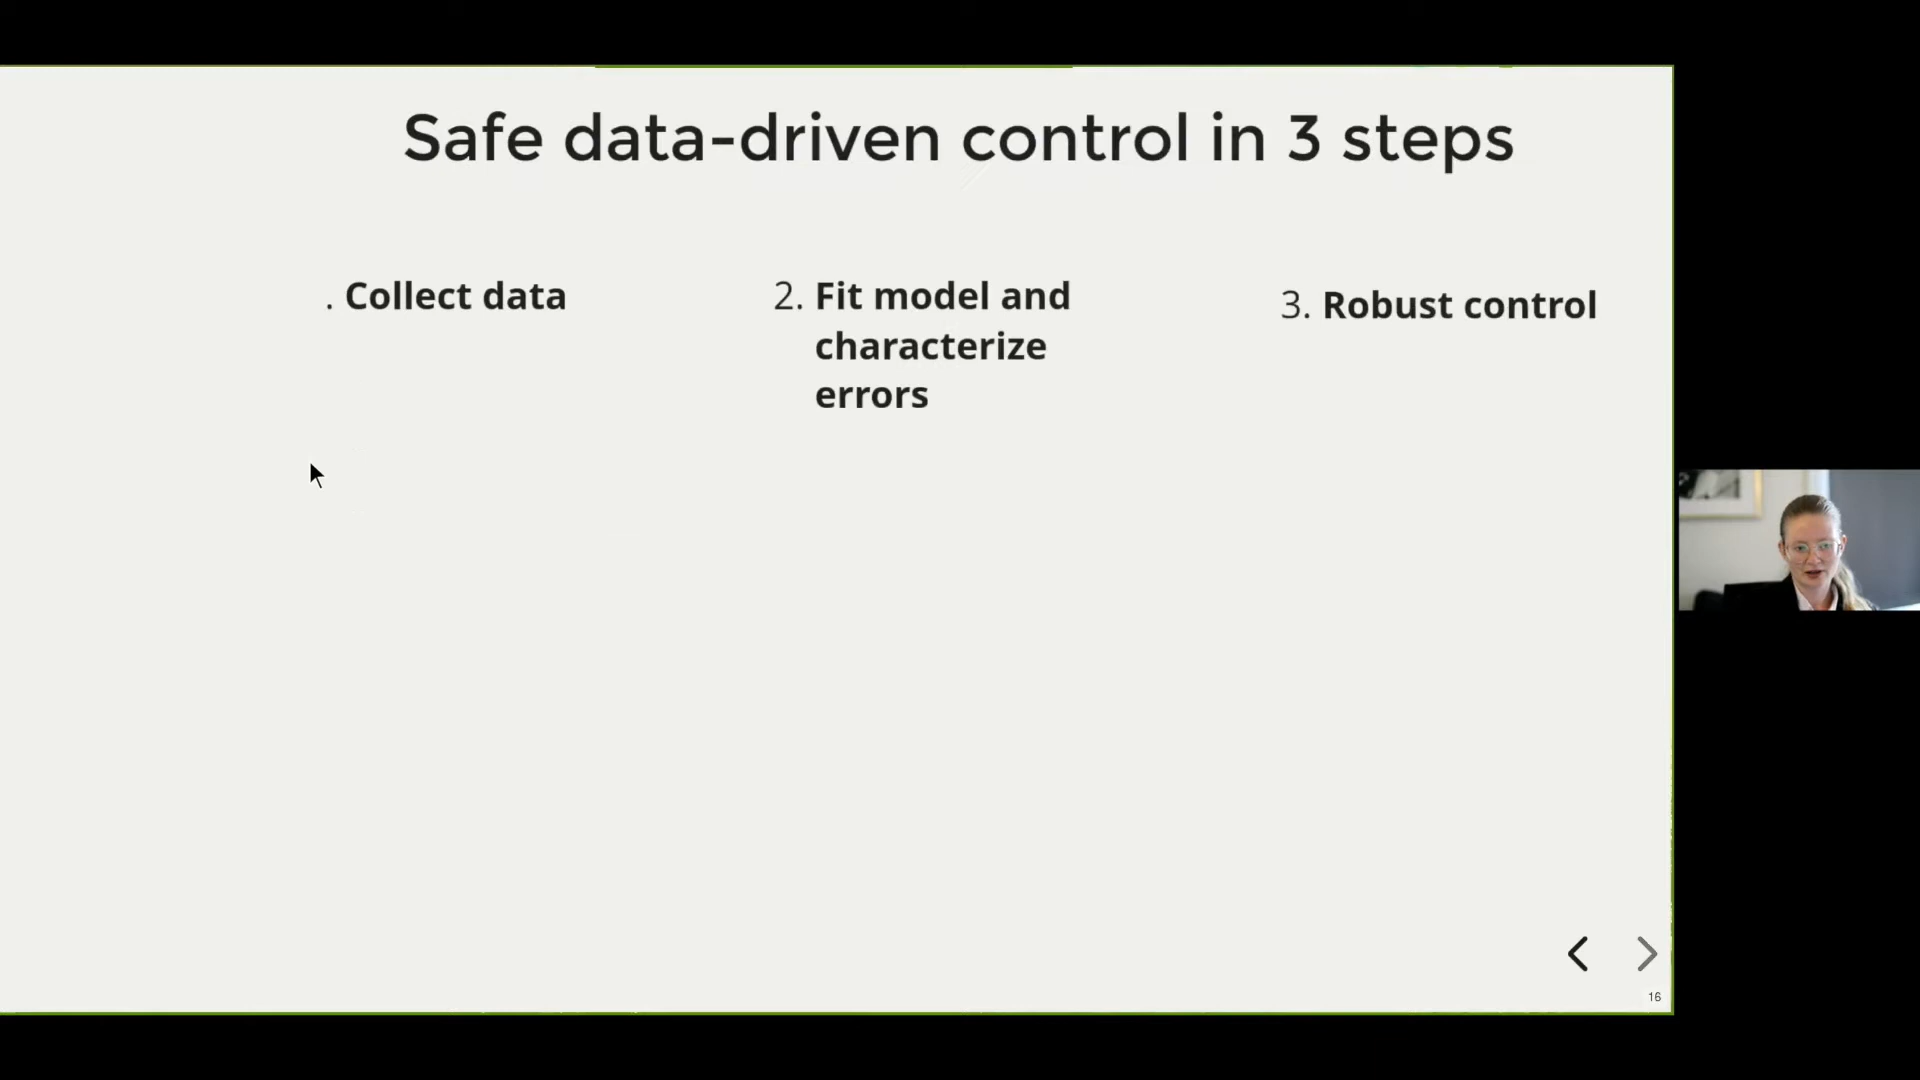 Safe data-driven control in 3 steps
. Collect data
2. Fit model and
characterize
errors
3. Robust control
16